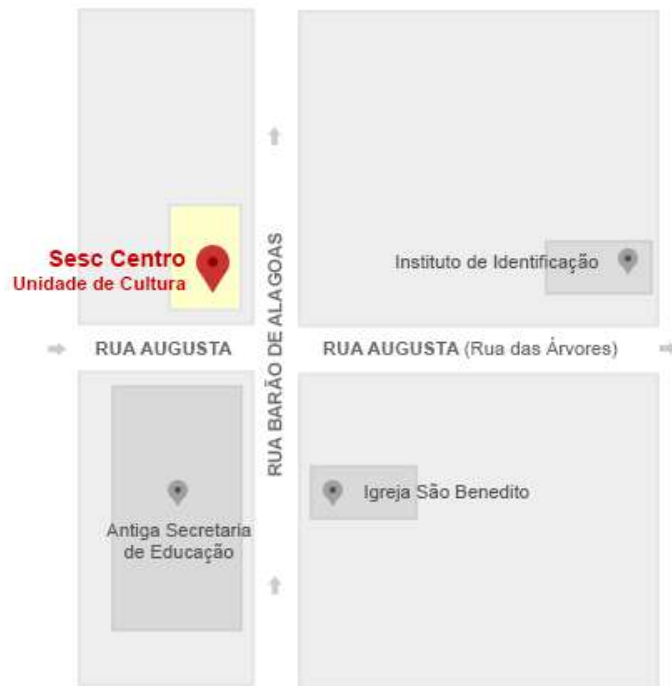 Sesc Centro
Unidade de Cultura
Instituto de Identificação
RUA AUGUSTA
RUA BARÃO DE ALAGOAS
RUA AUGUSTA (Rua das Árvores)
Igreja São Benedito
Antiga Secretaria
de Educação